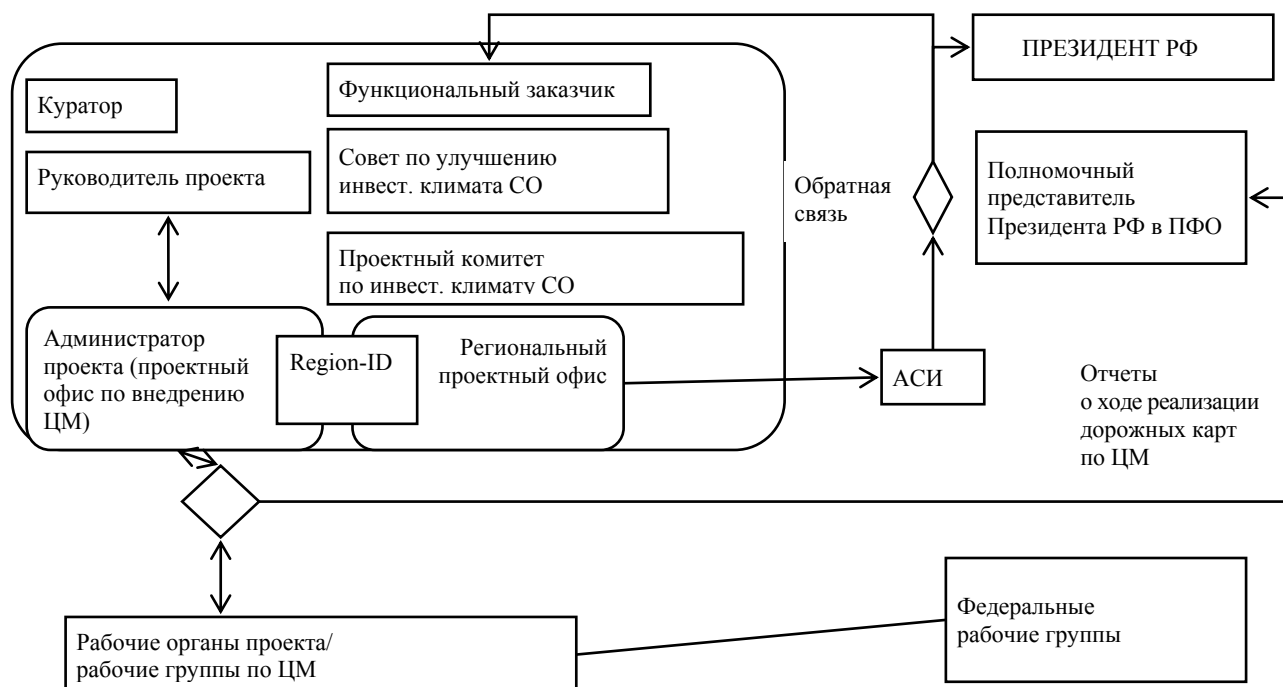 ПРЕЗИДЕНТ РФ
Куратор
Функциональный заказчик
Руководитель проекта
Совет по улучшению
инвест. климата СО
Обратная
связь
Полномочный
представитель
Президента РФ в ПФО
Проектный комитет
по инвест. климату СО
Администратор
проекта (проектный
офис по внедрению
ЦМ)
Region-ID
Региональный
проектный офис
АСИ
Отчеты
о ходе реализации
дорожных карт
по ЦМ
Рабочие органы проекта/
рабочие группы по ЦМ
Федеральные
рабочие группы